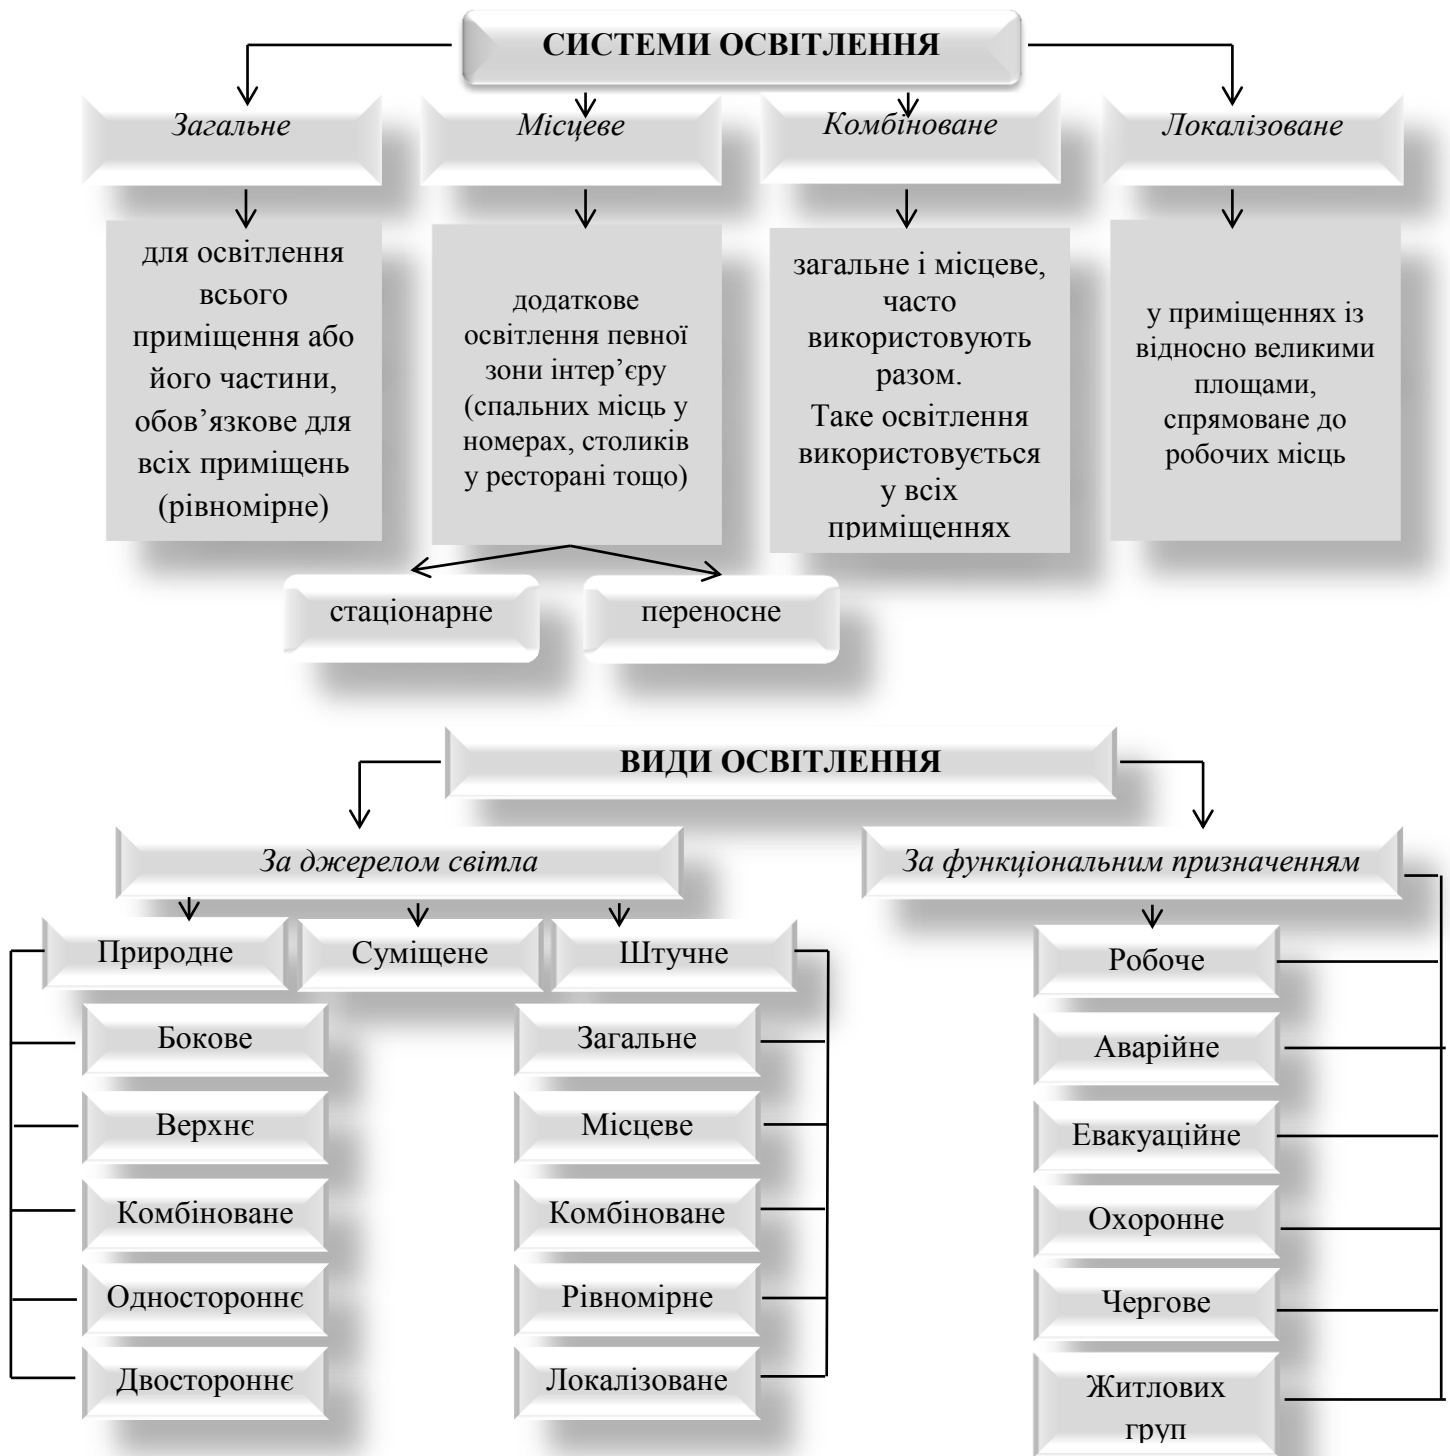 СИСТЕМИ ОСВІТЛЕННЯ
Загальне
Місцеве
Комбіноване
Локалізоване
для освітлення
всього
приміщення або
його частини,
обов’язкове для
всіх приміщень
(рівномірне)
додаткове
освітлення певної
зони інтер’єру
(спальних місць у
номерах, столиків
у ресторані тощо)
загальне і місцеве,
часто
використовують
разом.
Таке освітлення
використовується
у всіх
приміщеннях
у приміщеннях із
відносно великими
площами,
спрямоване до
робочих місць
стаціонарне
переносне
ВИДИ ОСВІТЛЕННЯ
За джерелом світла
За функціональним призначенням
Природне
Суміщене
Штучне
Бокове
Верхнє
Комбіноване
Одностороннє
Двостороннє
Загальне
Місцеве
Комбіноване
Рівномірне
Локалізоване
Робоче
Аварійне
Евакуаційне
Охоронне
Чергове
Житлових
груп